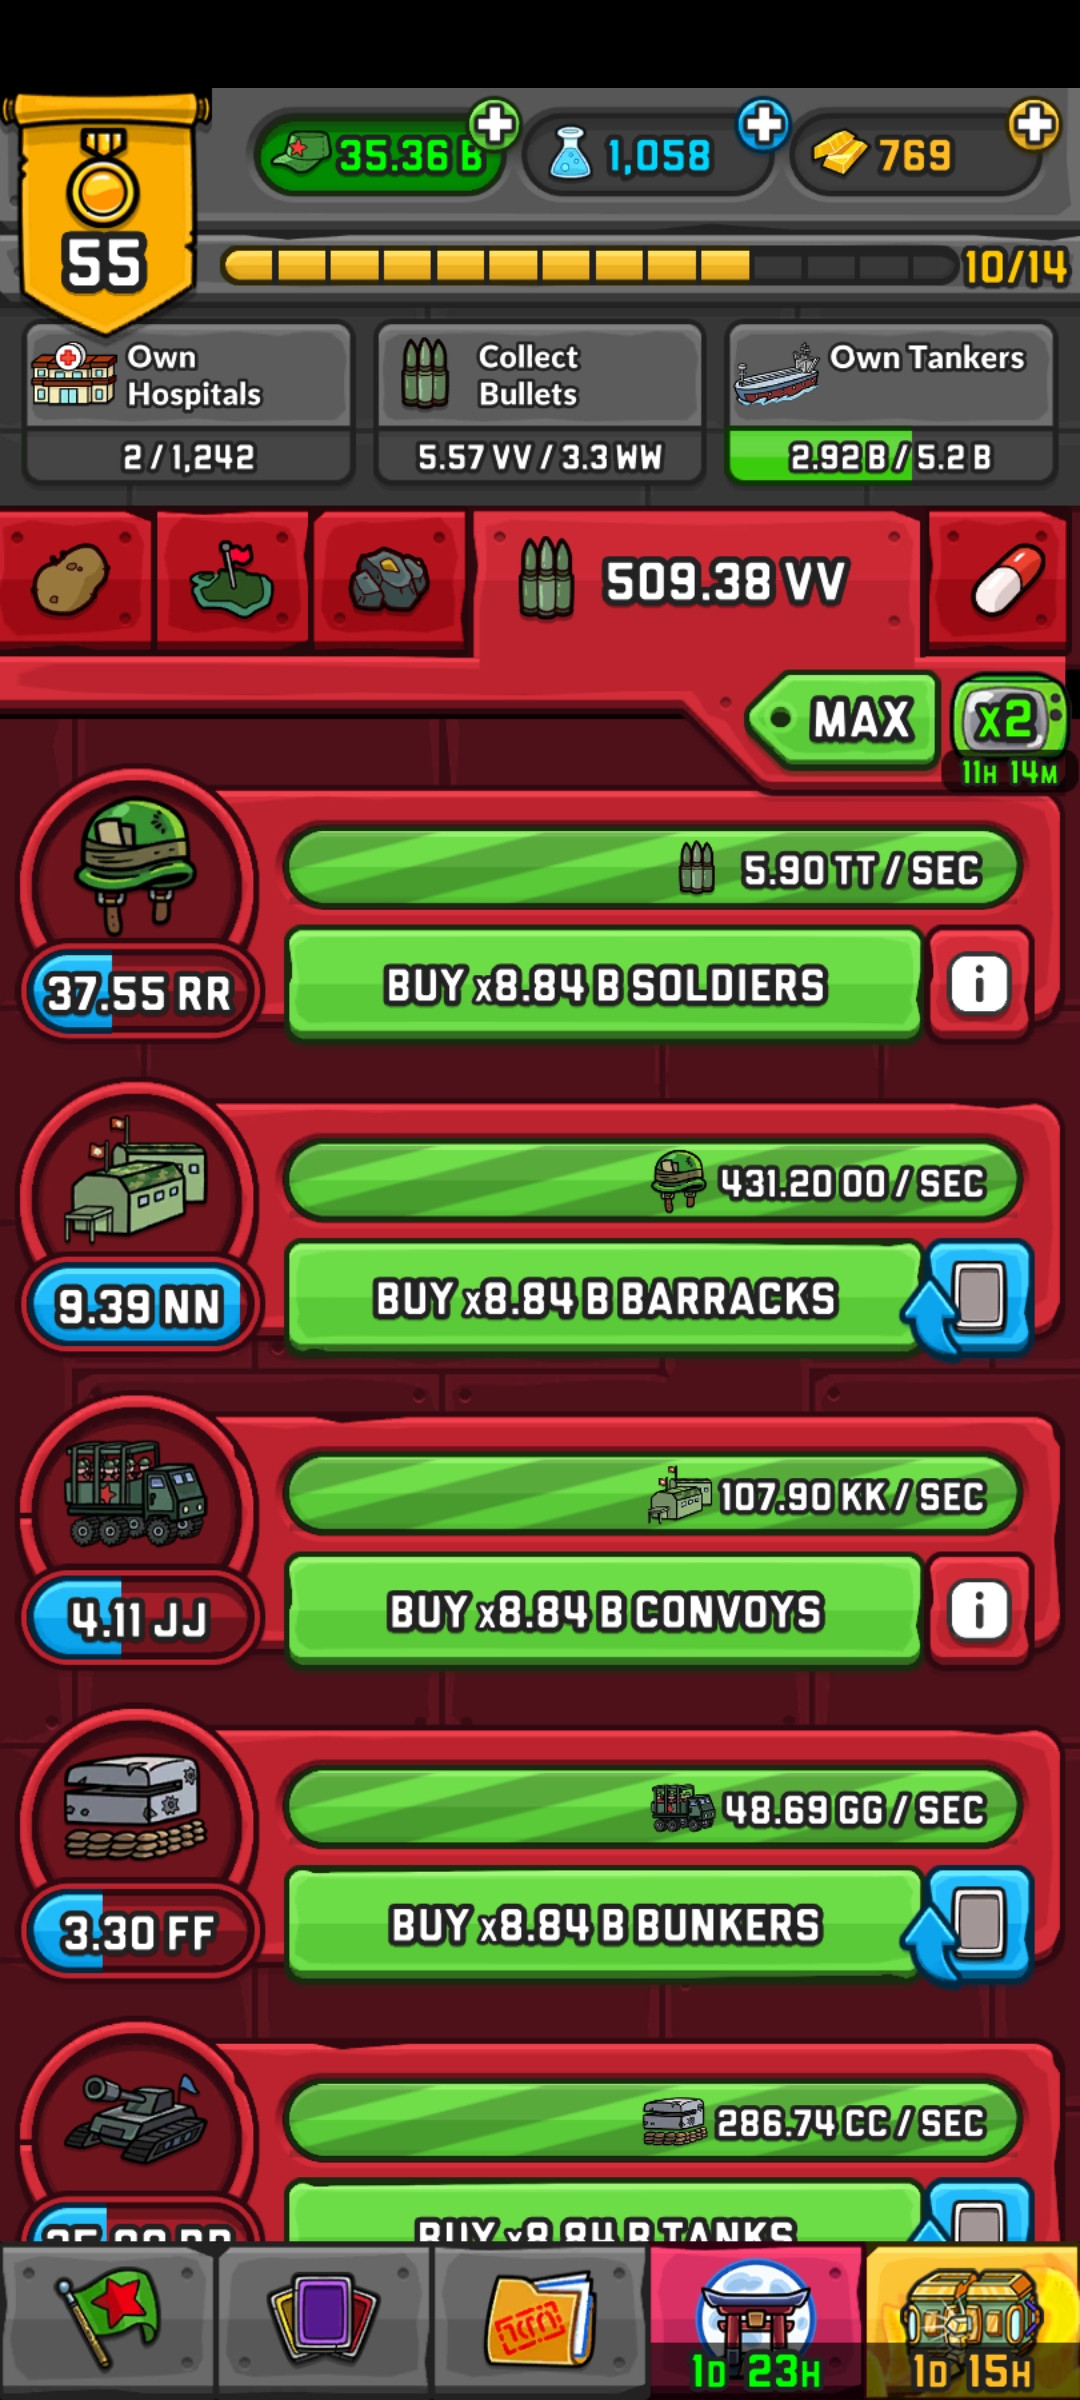 35.36 B
1,058
769
55
10/14
Own
Hospitals
2 / 1,242
Collect
Bullets
5.57 VV / 3.3 WW
Own Tankers
2.92 B / 5.2 B
509.38 VV
MAX
x2
11H 14M
5.90 TT / SEC
37.55 RR
BUY x8.84 B SOLDIERS
i
431.20 OO / SEC
9.39 NN
BUY x8.84 B BARRACKS
107.90 KK / SEC
4.11 JJ
BUY x8.84 B CONVOYS
i
48.69 GG / SEC
3.30 FF
BUY x8.84 B BUNKERS
286.74 CC / SEC
BUY x8.84 B TANKS
1D 23H
1D 15H